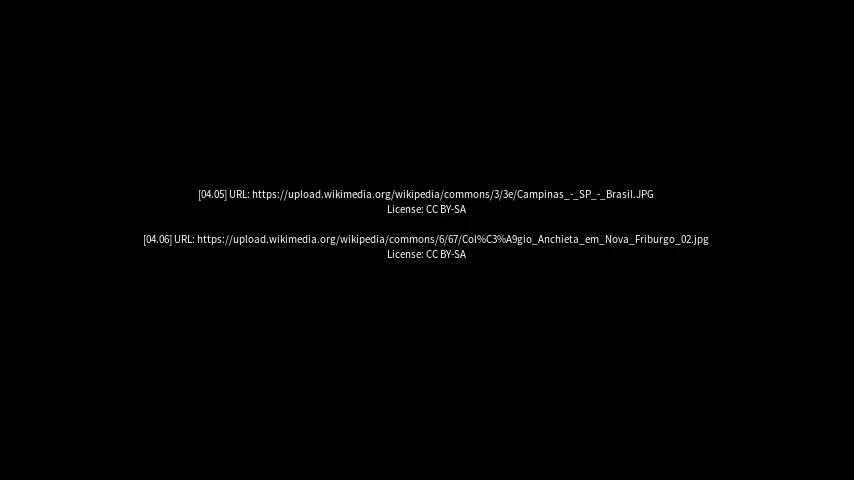 [04.05] URL: https://upload.wikimedia.org/wikipedia/commons/3/3e/Campinas_-_SP_-_Brasil.JPG
License: CC BY-SA
[04.06] URL: https://upload.wikimedia.org/wikipedia/commons/6/67/Col%C3%A9gio_Anchieta_em_Nova_Friburgo_02.jpg
License: CC BY-SA